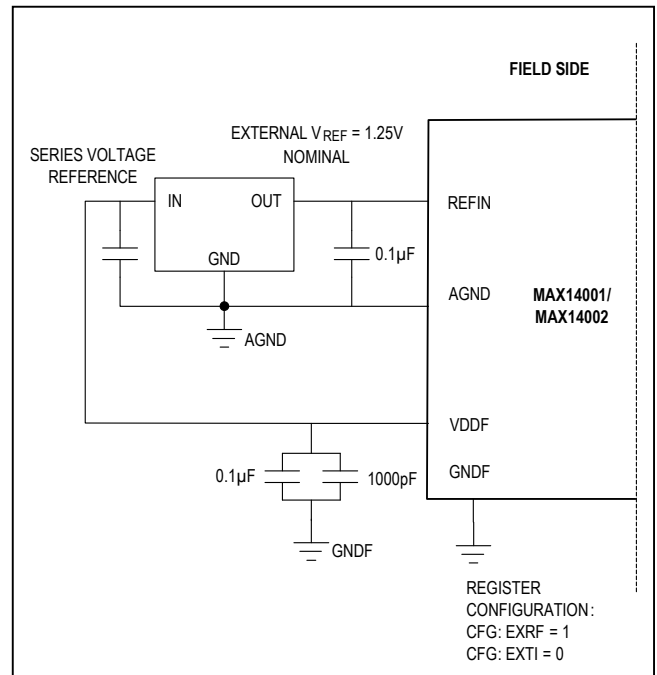 FIELD SIDE
EXTERNAL VREF = 1.25V
NOMINAL
SERIES VOLTAGE
REFERENCE
IN
OUT
GND
REFIN
0.1µF
AGND
MAX14001/
MAX14002
AGND
VDDF
0.1µF
1000pF
GNDF
GNDF
REGISTER
CONFIGURATION:
CFG: EXRF = 1
CFG: EXTI = 0